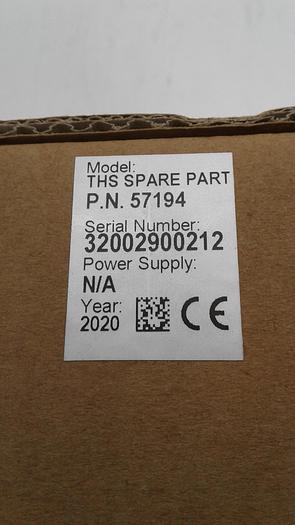 Model:
THS SPARE PART
P.N. 57194
Serial Number:
32002900212
Power Supply:
N/A
Year:
2020
CE